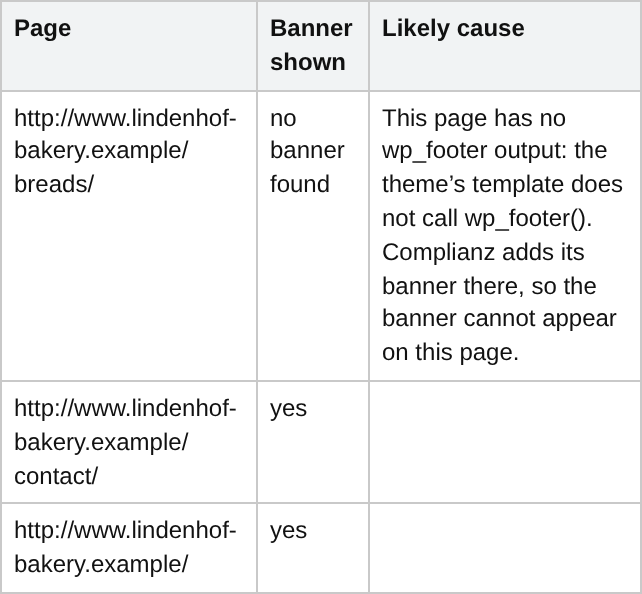 Page
Banner
shown
Likely cause
http://www.lindenhof-
bakery.example/
breads/
no
banner
found
This page has no
wp_footer output: the
theme’s template does
not call wp_footer().
Complianz adds its
banner there, so the
banner cannot appear
on this page.
http://www.lindenhof-
bakery.example/
contact/
yes
http://www.lindenhof-
bakery.example/
yes